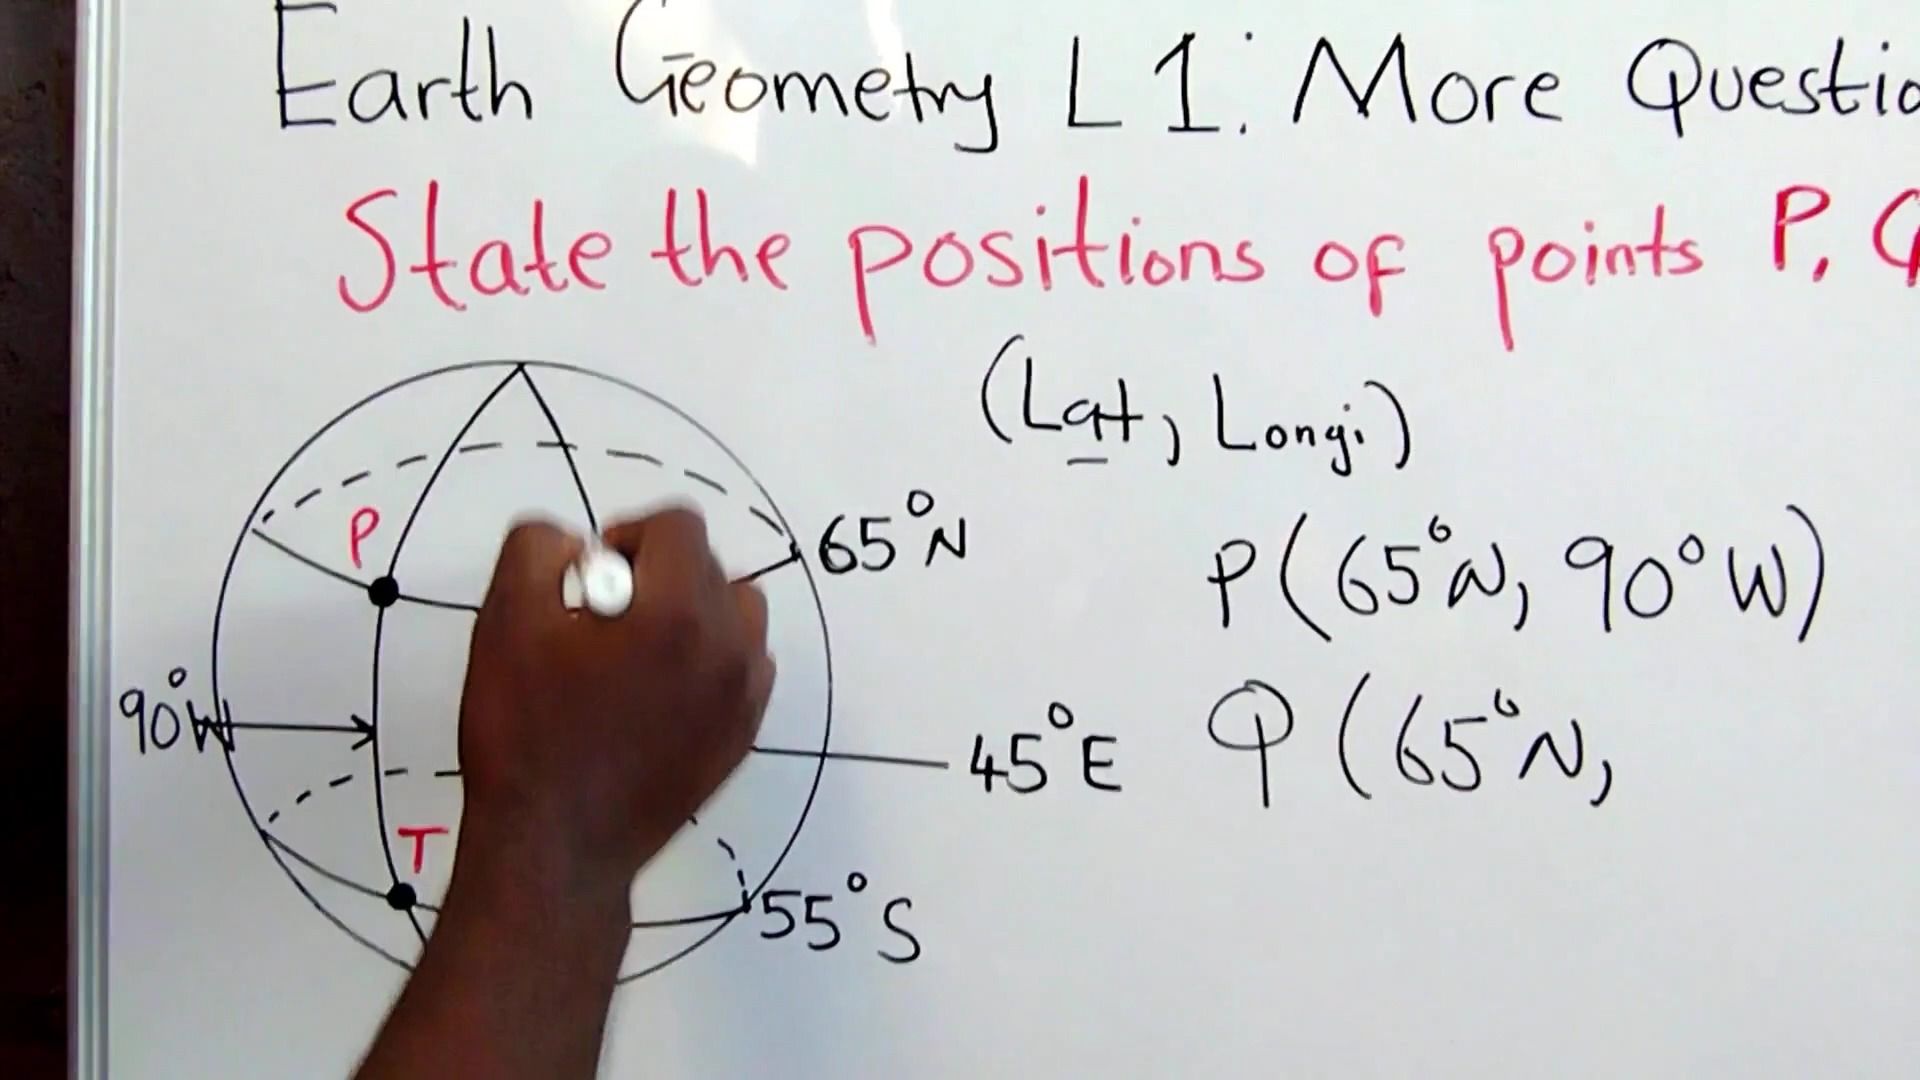 Earth Geometry L1: More Questio
State the positions of points P, Q
(Lat, Longi.)
P
65°N
P(65°N, 90°W)
90°W
45°E
Q(65°N,
T
55°S